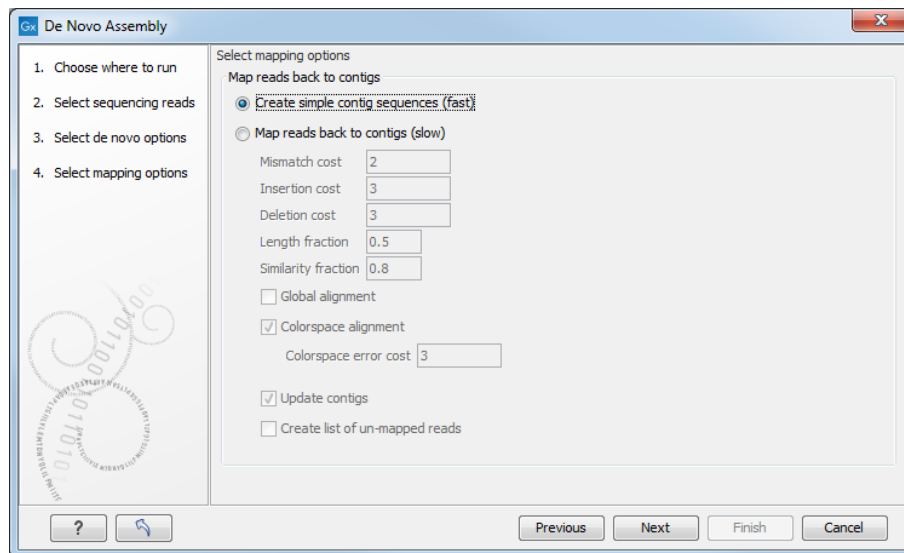 Gx De Novo Assembly
X
1. Choose where to run
2. Select sequencing reads
3. Select de novo options
4. Select mapping options
Select mapping options
Map reads back to contigs
Create simple contig sequences (fast)
Map reads back to contigs (slow)
Mismatch cost 2
Insertion cost 3
Deletion cost 3
Length fraction 0.5
Similarity fraction 0.8
Global alignment
Colorspace alignment
Colorspace error cost 3
Update contigs
Create list of un-mapped reads
? Previous Next Finish Cancel